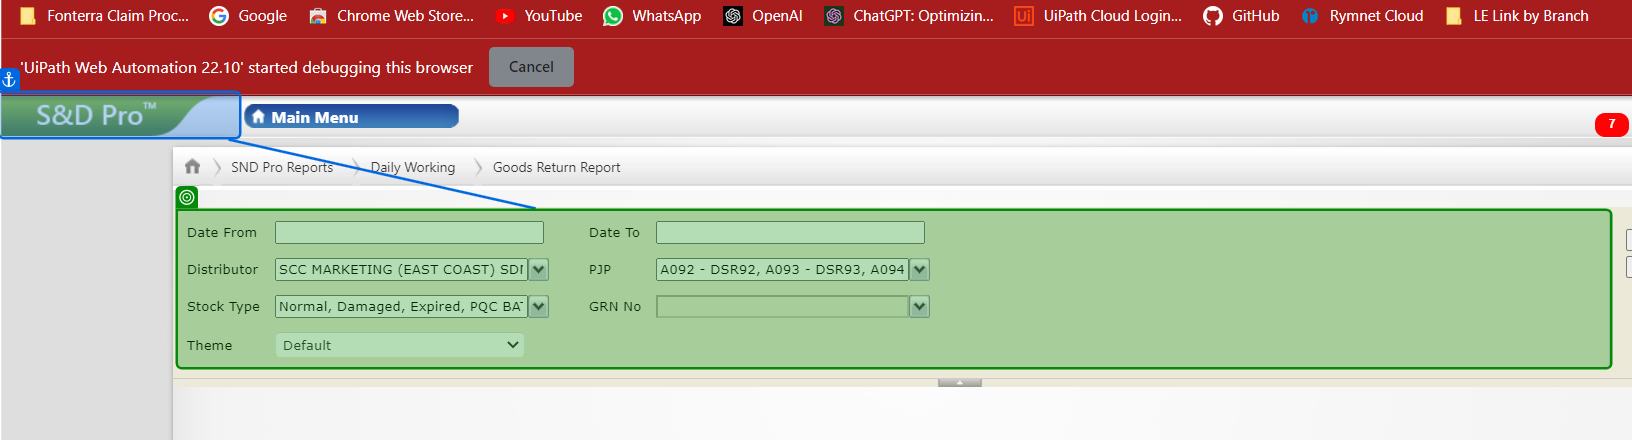 Fonterra Claim Proc... Google Chrome Web Store... YouTube WhatsApp OpenAI ChatGPT: Optimizin... Ui UiPath Cloud Login... GitHub Rymnet Cloud LE Link by Branch
'UiPath Web Automation 22.10' started debugging this browser Cancel
S&D Pro™ Main Menu
7
SND Pro Reports Daily Working Goods Return Report
Date From Date To
Distributor SCC MARKETING (EAST COAST) PJP A092 - DSR92, A093 - DSR93, A094
Stock Type Normal, Damaged, Expired, PQC GRN No
Theme Default